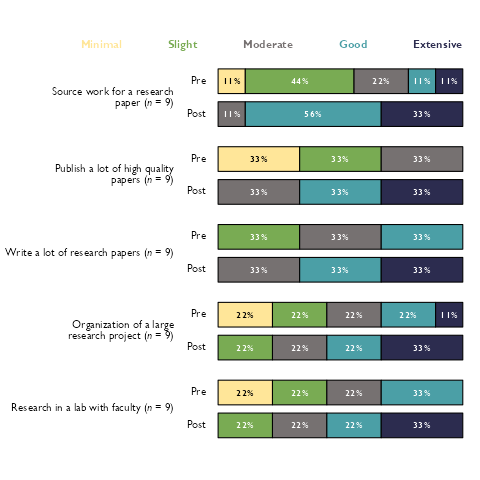 Minimal Slight Moderate Good Extensive
Pre 11% 44% 22% 11% 11%
Source work for a research
paper (n = 9)
Post 11% 56% 33%
Pre 33% 33% 33%
Publish a lot of high quality
papers (n = 9)
Post 33% 33% 33%
Pre 33% 33% 33%
Write a lot of research papers (n = 9)
Post 33% 33% 33%
Pre 22% 22% 22% 22% 11%
Organization of a large
research project (n = 9)
Post 22% 22% 22% 33%
Pre 22% 22% 22% 33%
Research in a lab with faculty (n = 9)
Post 22% 22% 22% 33%